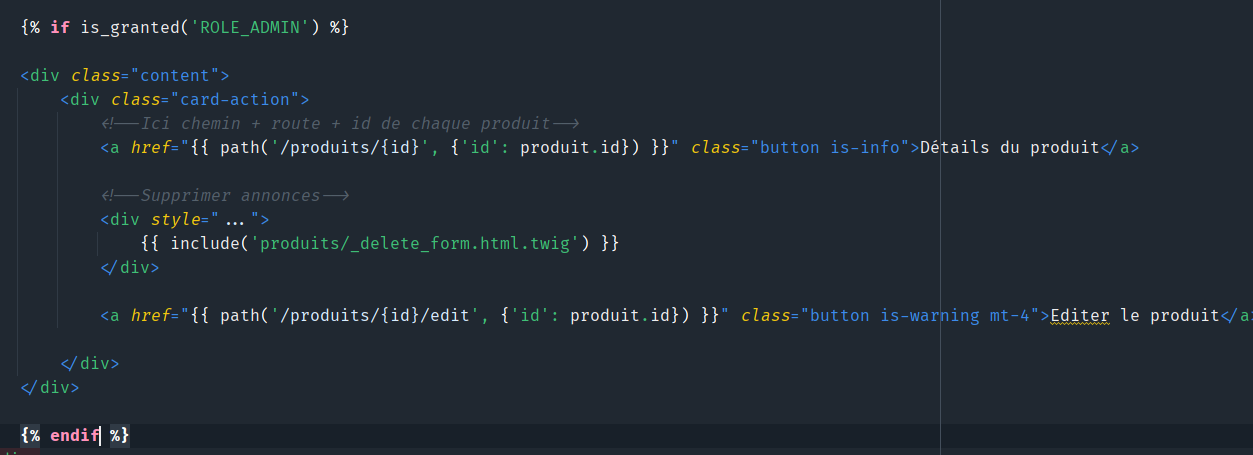 {% if is_granted('ROLE_ADMIN') %}
<div class="content">
<div class="card-action">
<!--Ici chemin + route + id de chaque produit-->
<a href="{{ path('/produits/{id}', {'id': produit.id}) }}" class="button is-info">Détails du produit</a>
<!--Supprimer annonces-->
<div style="...">
{{ include('produits/_delete_form.html.twig') }}
</div>
<a href="{{ path('/produits/{id}/edit', {'id': produit.id}) }}" class="button is-warning mt-4">Editer le produit</a>
</div>
</div>
{% endif %}